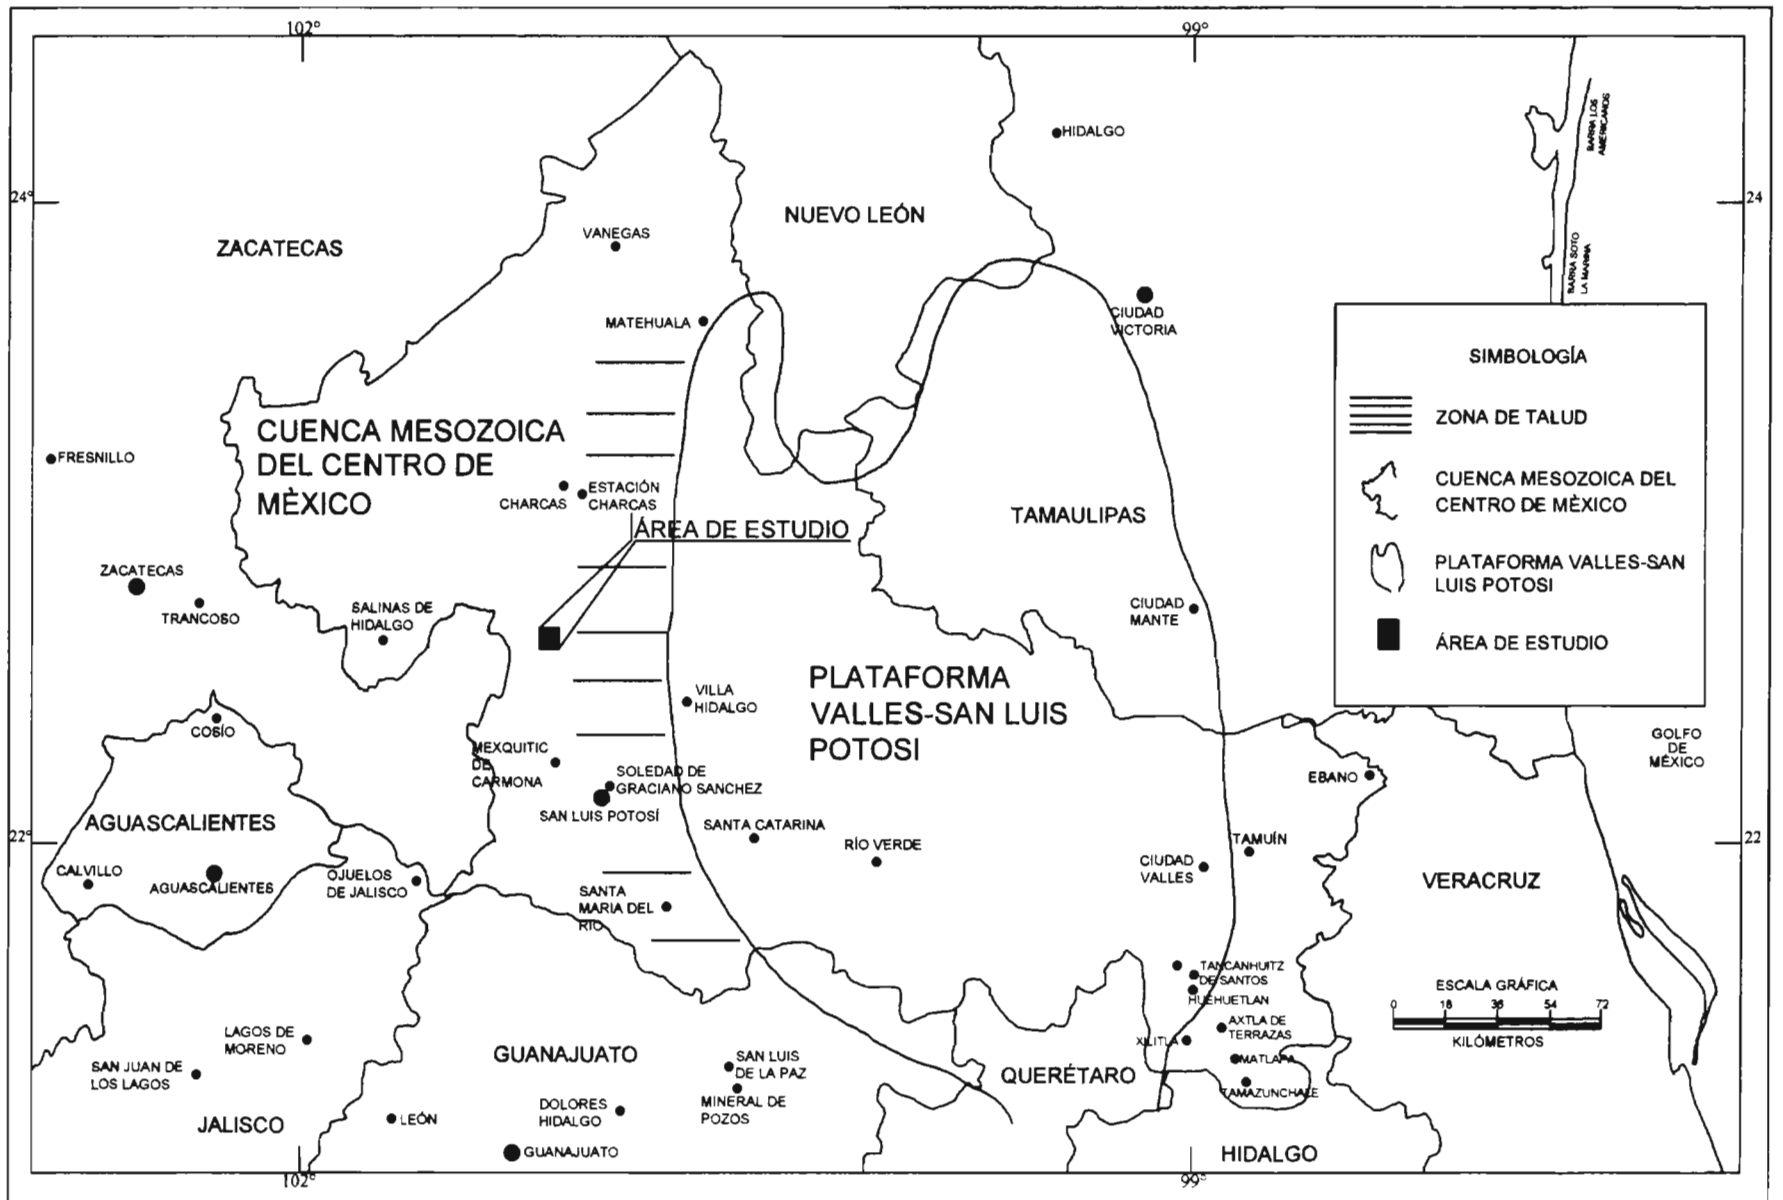 102°
99°
24°
24
HIDALGO
BARRA LOS
AMERICANOS
NUEVO LEÓN
ZACATECAS
VANEGAS
BARRA SOTO
LA MARINA
MATEHUALA
CIUDAD
VICTORIA
SIMBOLOGÍA
ZONA DE TALUD
CUENCA MESOZOICA DEL
CENTRO DE MÈXICO
PLATAFORMA VALLES-SAN
LUIS POTOSI
ÁREA DE ESTUDIO
CUENCA MESOZOICA
DEL CENTRO DE
MÈXICO
FRESNILLO
CHARCAS
ESTACIÓN
CHARCAS
ÁREA DE ESTUDIO
TAMAULIPAS
ZACATECAS
TRANCOSO
SALINAS DE
HIDALGO
CIUDAD
MANTE
PLATAFORMA
VALLES-SAN LUIS
POTOSI
VILLA
HIDALGO
COSÍO
MEXQUITIC
DE
CARMONA
SOLEDAD DE
GRACIANO SANCHEZ
SAN LUIS POTOSÍ
EBANO
GOLFO
DE
MÉXICO
22°
22
AGUASCALIENTES
SANTA CATARINA
RÍO VERDE
TAMUÍN
CIUDAD
VALLES
VERACRUZ
CALVILLO
AGUASCALIENTES
OJUELOS
DE JALISCO
SANTA
MARIA DEL
RIO
TANCANHUITZ
DE SANTOS
HUEHUETLAN
AXTLA DE
TERRAZAS
XILITLA
MATLAPA
TAMAZUNCHALE
ESCALA GRÁFICA
0 18 36 54 72
KILÓMETROS
LAGOS DE
MORENO
SAN JUAN DE
LOS LAGOS
GUANAJUATO
SAN LUIS
DE LA PAZ
MINERAL DE
POZOS
QUERÉTARO
JALISCO
LEÓN
DOLORES
HIDALGO
GUANAJUATO
HIDALGO
102°
99°